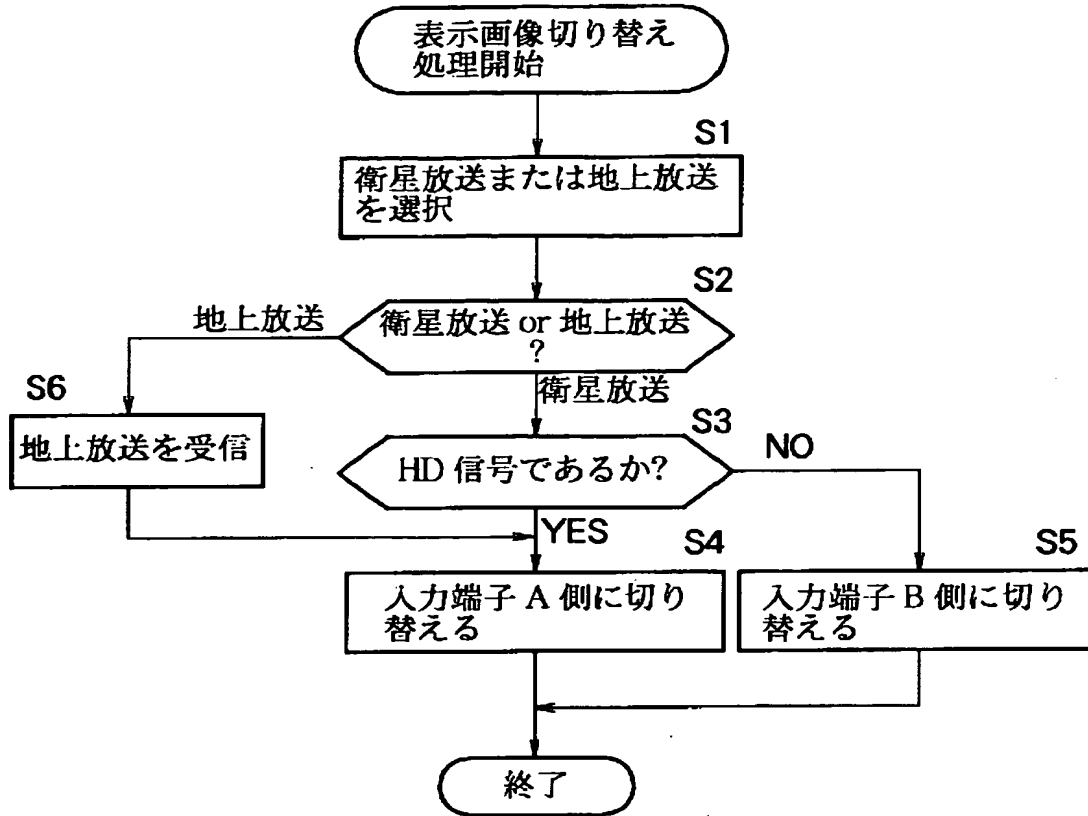 表示画像切り替え
処理開始
S1
衛星放送または地上放送
を選択
S2
地上放送
衛星放送 or 地上放送
?
衛星放送
S6
地上放送を受信
S3
HD 信号であるか?
NO
YES
S4
入力端子 A 側に切り
替える
S5
入力端子 B 側に切り
替える
終了